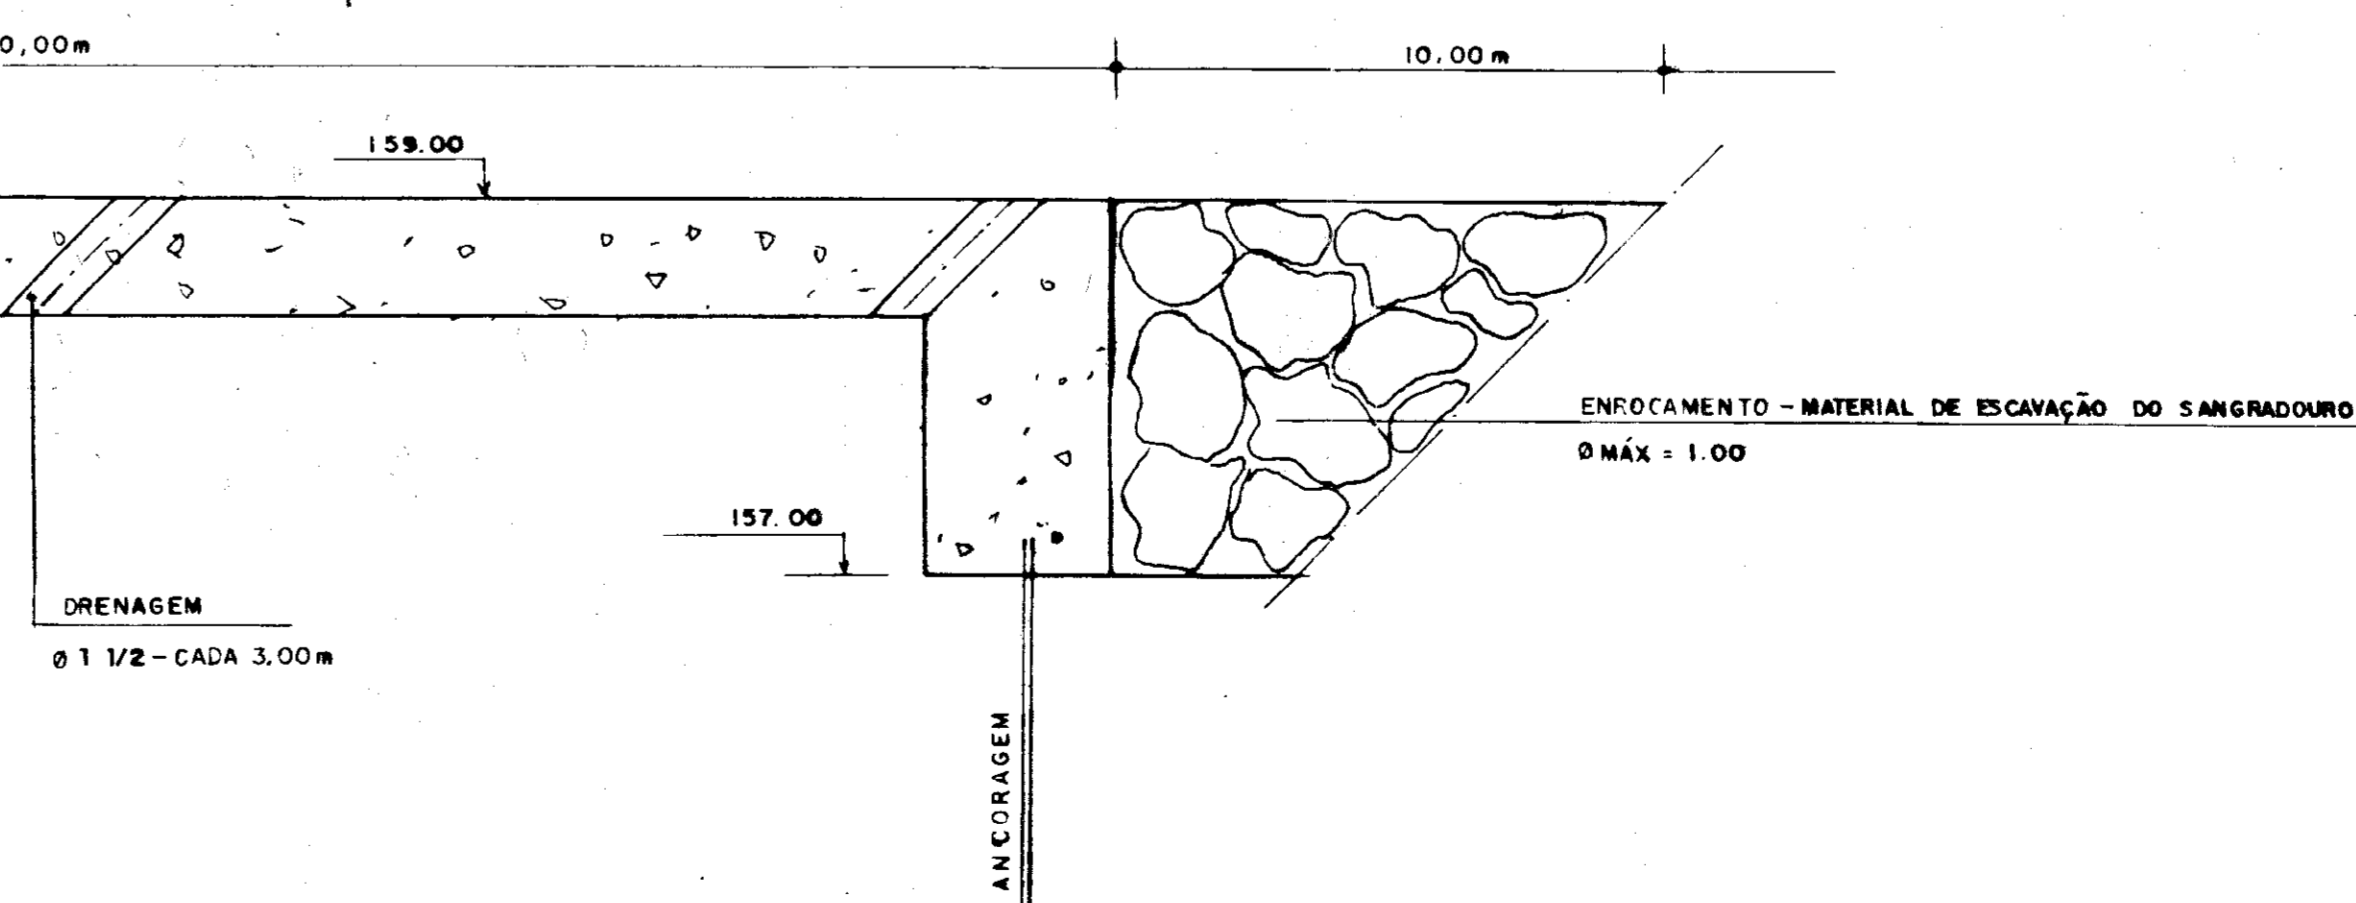 0,00m
10,00m
159.00
ENROCAMENTO - MATERIAL DE ESCAVAÇÃO DO SANGRADOURO
Ø MÁX = 1.00
157.00
DRENAGEM
Ø 1 1/2 - CADA 3,00m
ANCORAGEM